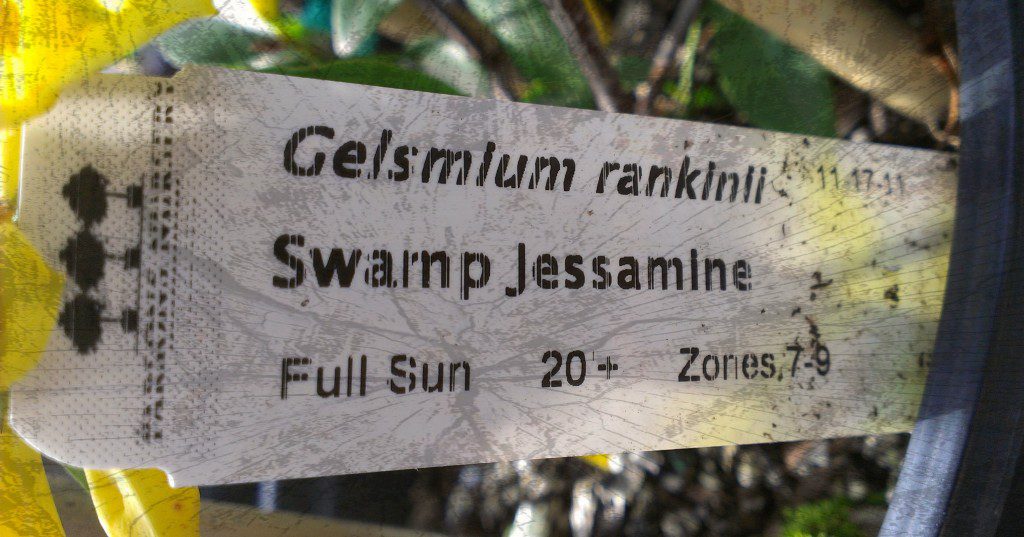 Gelsmium rankinii 11-17-11
Swamp Jessamine
Full Sun 20'+ Zones 7-9